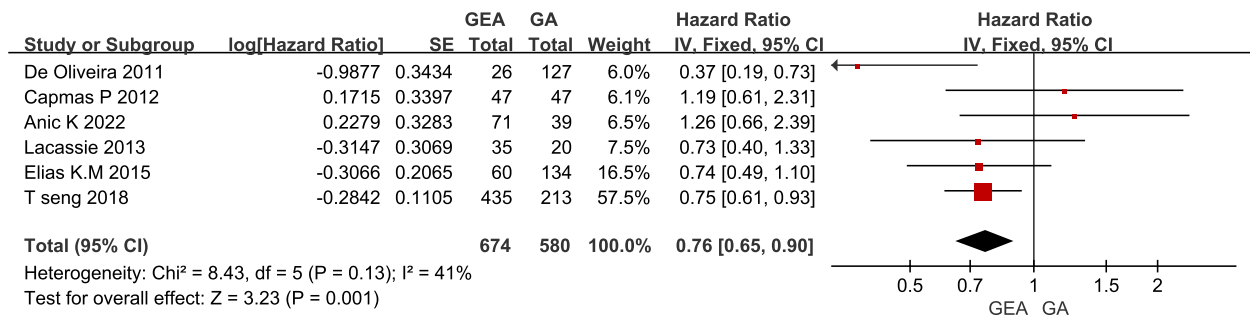 GEA GA Hazard Ratio Hazard Ratio
Study or Subgroup log[Hazard Ratio] SE Total Total Weight IV, Fixed, 95% CI IV, Fixed, 95% CI
De Oliveira 2011 -0.9877 0.3434 26 127 6.0% 0.37 [0.19, 0.73]
Capmas P 2012 0.1715 0.3397 47 47 6.1% 1.19 [0.61, 2.31]
Anic K 2022 0.2279 0.3283 71 39 6.5% 1.26 [0.66, 2.39]
Lacassie 2013 -0.3147 0.3069 35 20 7.5% 0.73 [0.40, 1.33]
Elias K.M 2015 -0.3066 0.2065 60 134 16.5% 0.74 [0.49, 1.10]
T seng 2018 -0.2842 0.1105 435 213 57.5% 0.75 [0.61, 0.93]
Total (95% CI) 674 580 100.0% 0.76 [0.65, 0.90]
Heterogeneity: Chi² = 8.43, df = 5 (P = 0.13); I² = 41%
Test for overall effect: Z = 3.23 (P = 0.001)
0.5 0.7 1 1.5 2
GEA GA